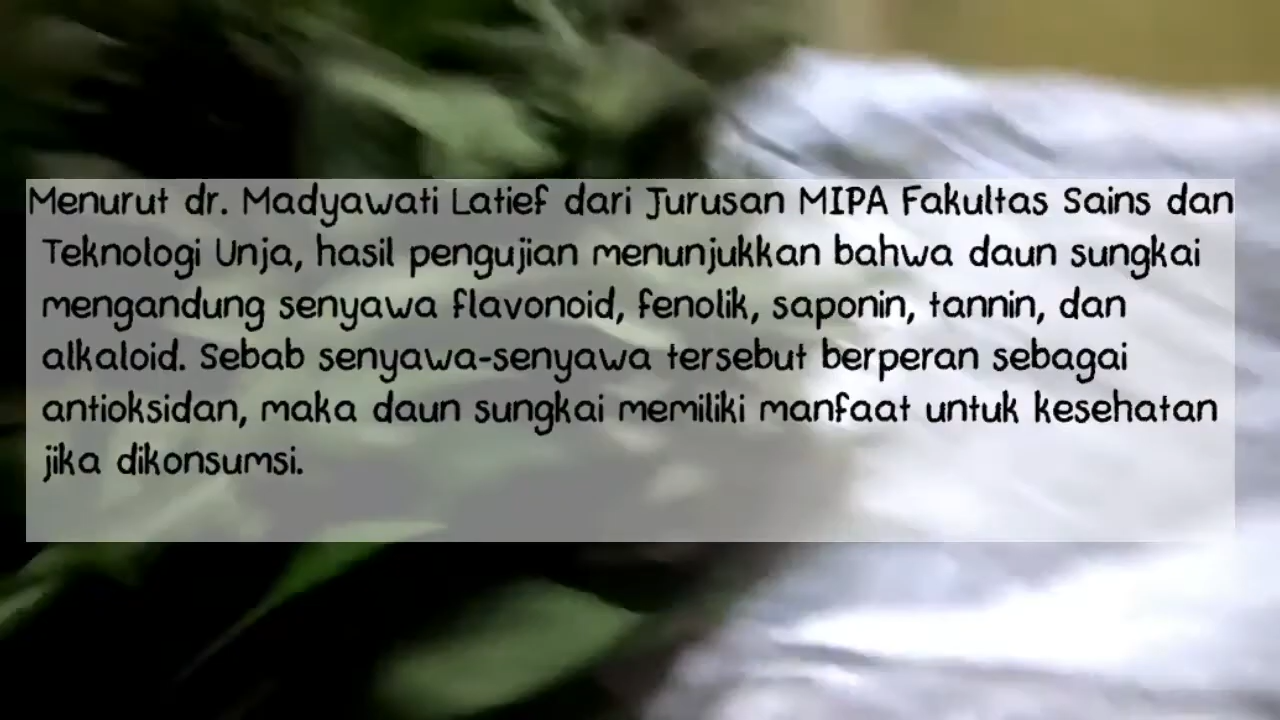 Menurut dr. Madyawati Latief dari Jurusan MIPA Fakultas Sains dan
Teknologi Unja, hasil pengujian menunjukkan bahwa daun sungkai
mengandung senyawa flavonoid, fenolik, saponin, tannin, dan
alkaloid. Sebab senyawa-senyawa tersebut berperan sebagai
antioksidan, maka daun sungkai memiliki manfaat untuk kesehatan
jika dikonsumsi.